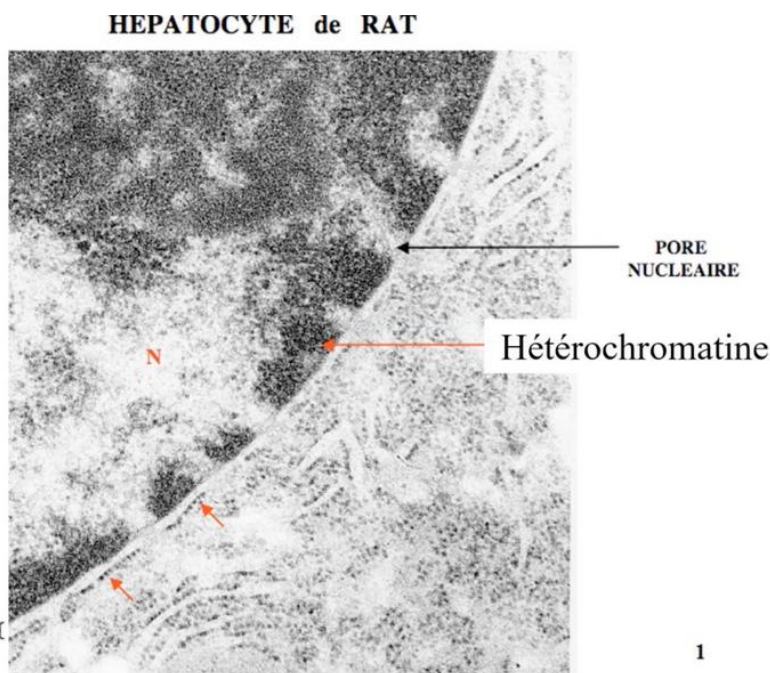 HEPATOCYTE de RAT
PORE
NUCLEAIRE
N
Hétérochromatine
1